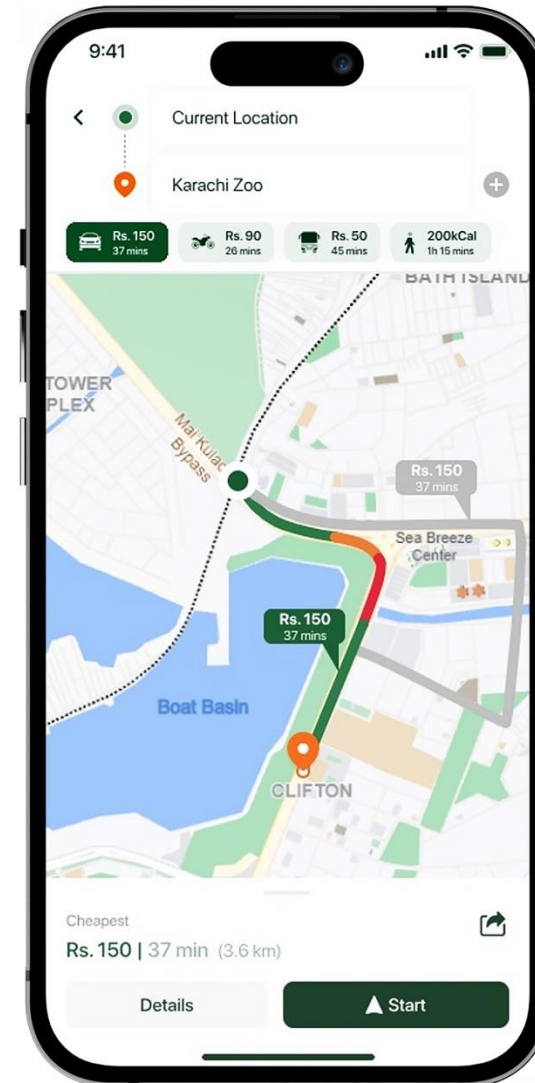 9:41
Current Location
Karachi Zoo
Rs. 150
37 mins
Rs. 90
26 mins
Rs. 50
45 mins
200kCal
1h 15 mins
BATH ISLAND
TOWER
PLEX
Mai Kulac
Bypass
Rs. 150
37 mins
Sea Breeze
Center
Rs. 150
37 mins
Boat Basin
CLIFTON
Cheapest
Rs. 150 | 37 min (3.6 km)
Details
Start